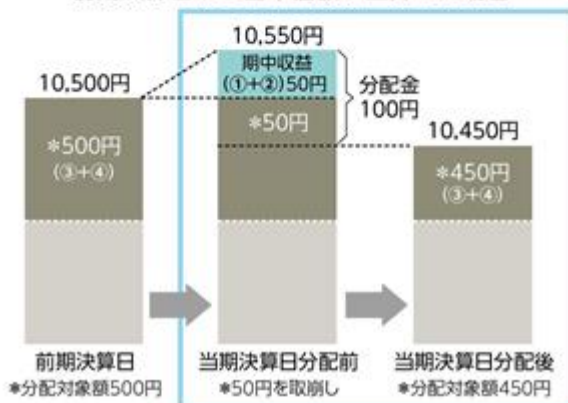 10,550円
期中収益
(①+②)50円
10,500円
分配金
100円
*50円
*500円
(③+④)
10,450円
*450円
(③+④)
前期決算日
*分配対象額500円
当期決算日分配前
*50円を取崩し
当期決算日分配後
*分配対象額450円